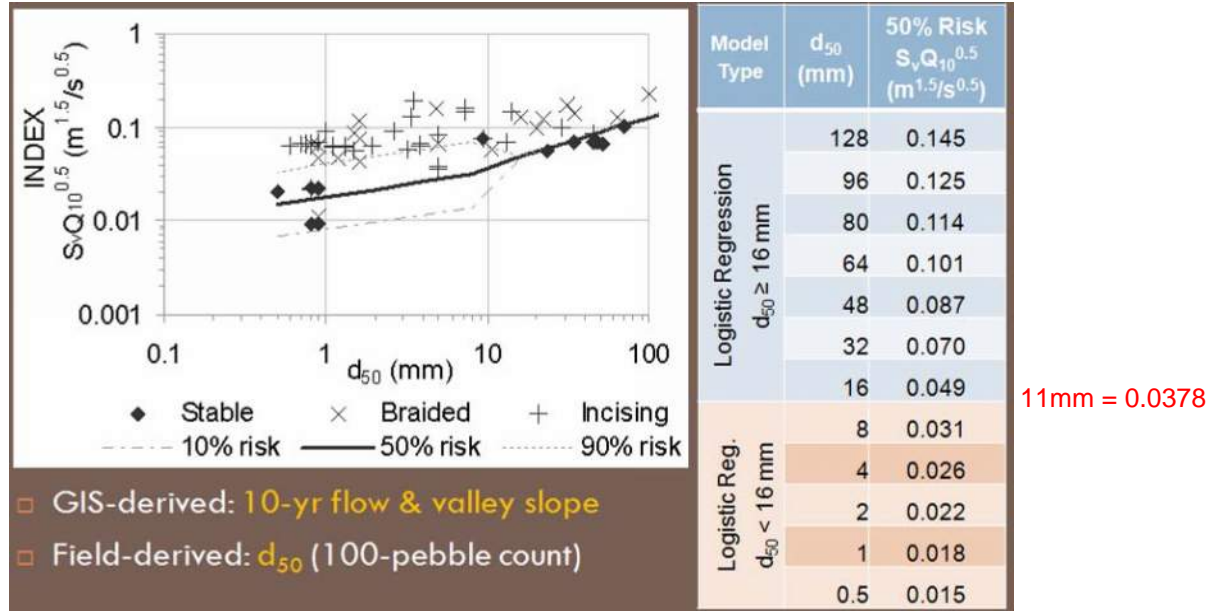 INDEX
SᵥQ₁₀^0.5 (m^1.5/s^0.5)
1
0.1
0.01
0.001
0.1
1
10
100
d₅₀ (mm)
Stable
Braided
Incising
10% risk
50% risk
90% risk
GIS-derived: 10-yr flow & valley slope
Field-derived: d₅₀ (100-pebble count)
Model Type
d₅₀ (mm)
50% Risk
SᵥQ₁₀^0.5
(m^1.5/s^0.5)
Logistic Regression
d₅₀ ≥ 16 mm
128 0.145
96 0.125
80 0.114
64 0.101
48 0.087
32 0.070
16 0.049
Logistic Reg.
d₅₀ < 16 mm
8 0.031
4 0.026
2 0.022
1 0.018
0.5 0.015
11mm = 0.0378